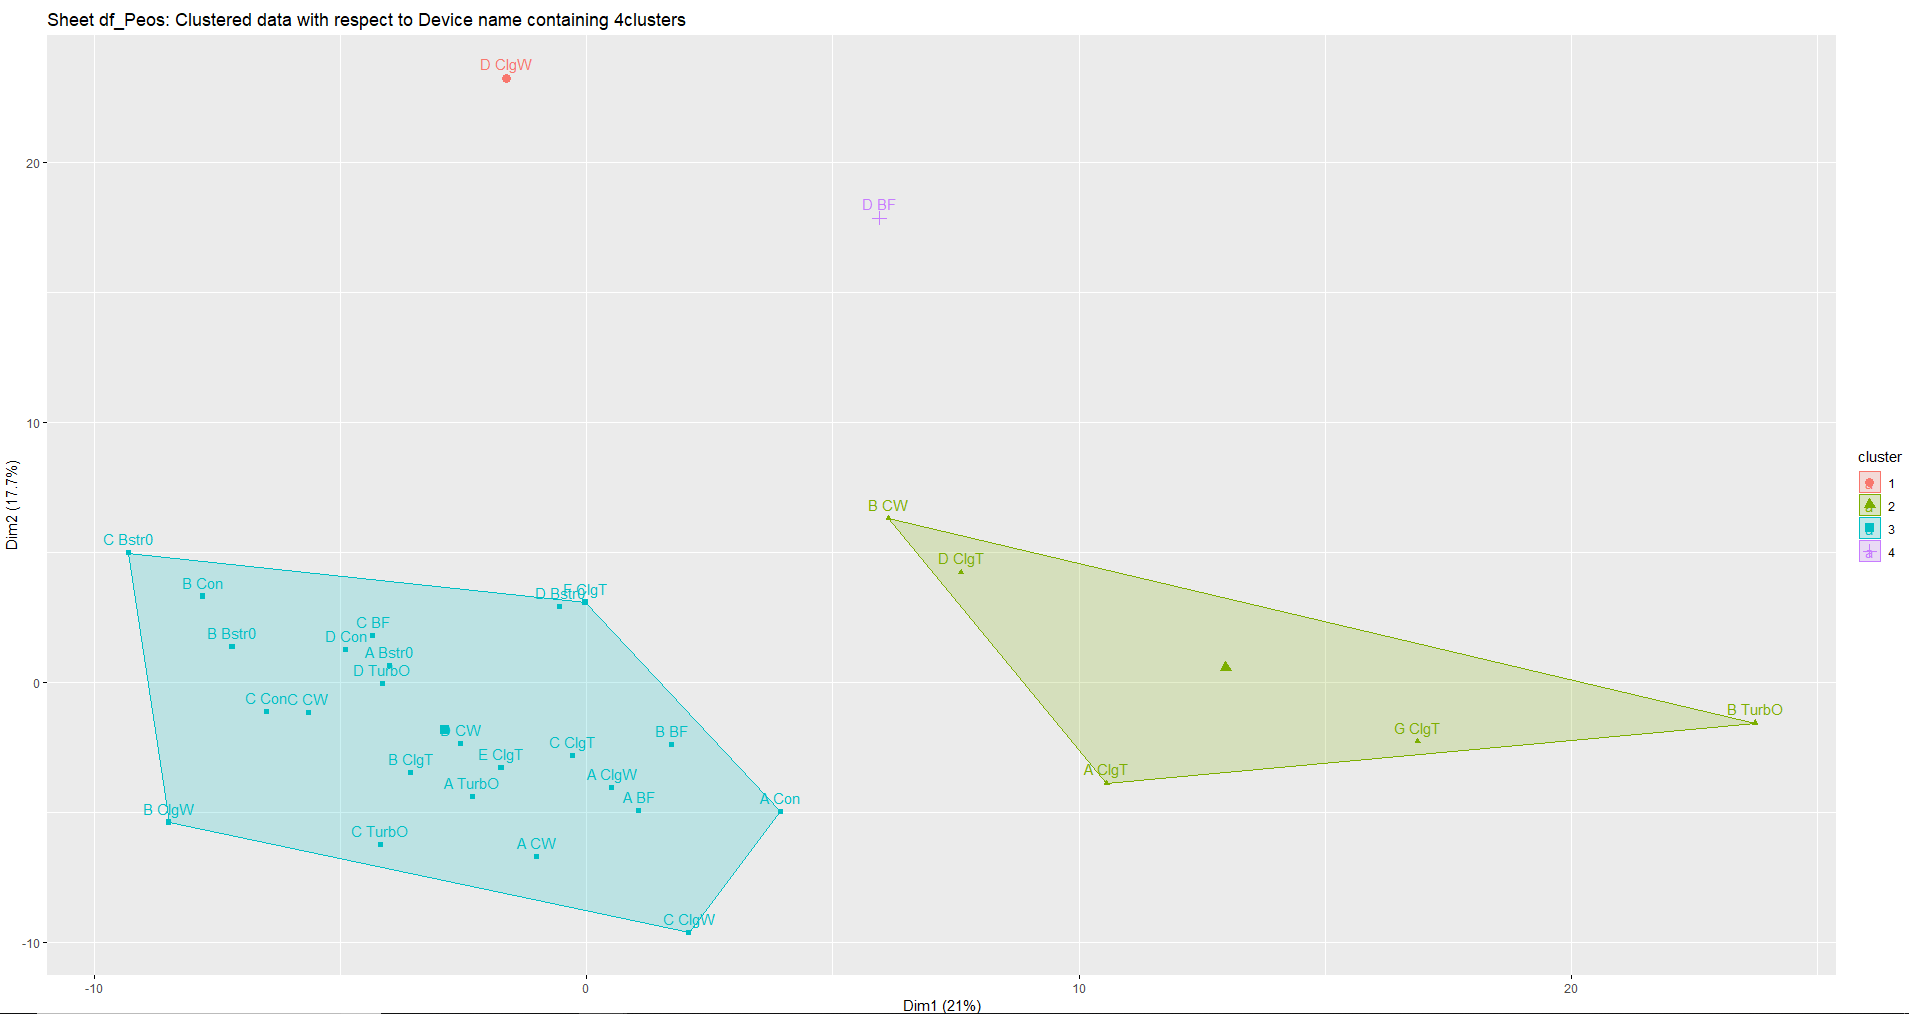 Sheet df_Peos: Clustered data with respect to Device name containing 4clusters
D ClgW
20
D BF
10
cluster
1
2
3
4
Dim2 (17.7%)
B CW
C Bstr0
D ClgT
B Con
D Bstr0
F ClgT
C BF
B Bstr0
D Con
A Bstr0
D TurbO
0
C Con
C CW
B TurbO
CW
B BF
G ClgT
C ClgT
E ClgT
B ClgT
A ClgT
A ClgW
A TurbO
A BF
A Con
B ClgW
C TurbO
A CW
C ClgW
-10
-10
0
10
20
Dim1 (21%)